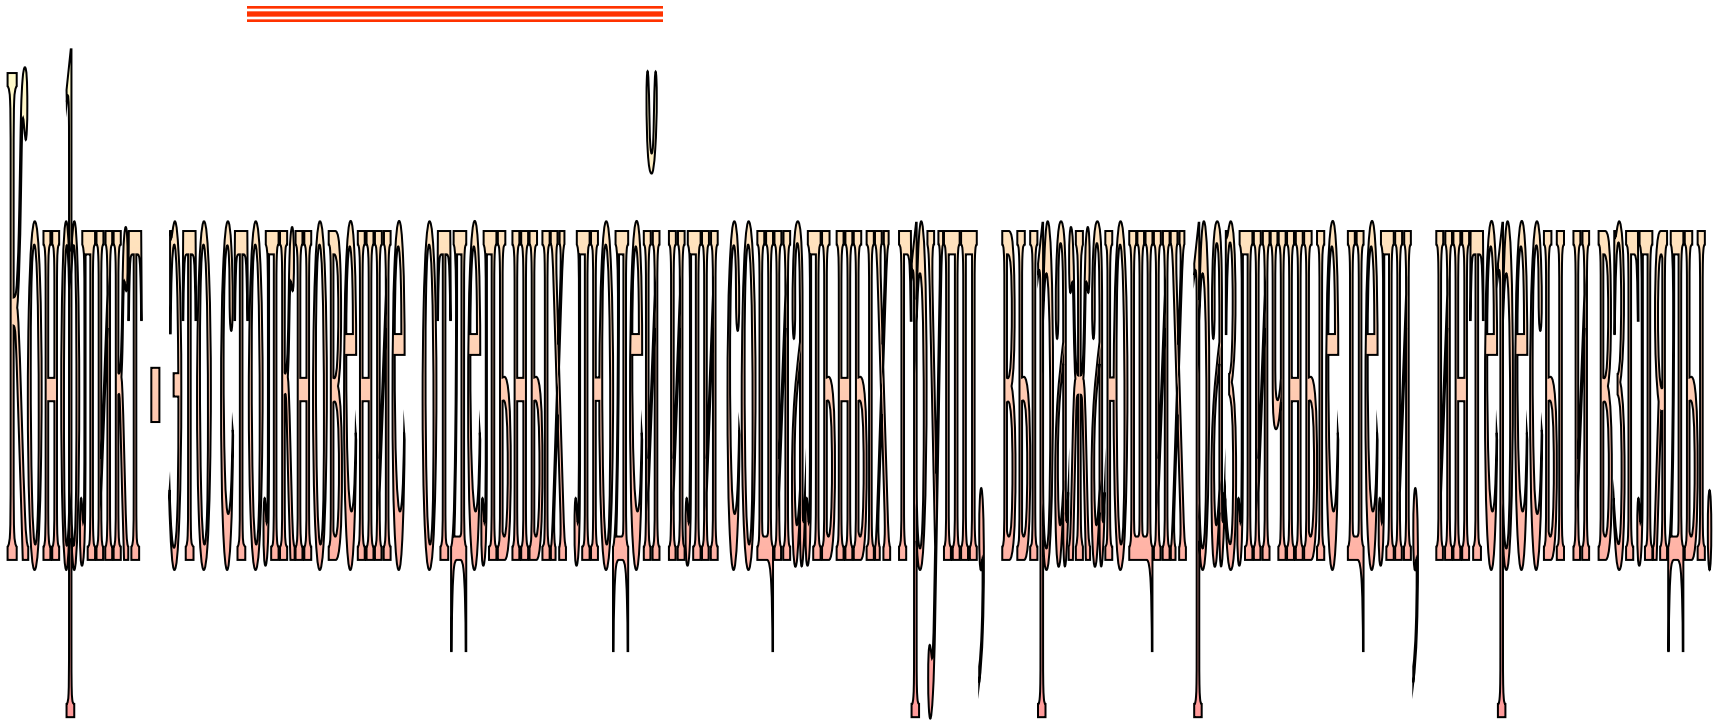 Конфликт - это столкновение отдельных людей или социальных групп, выражающих различные цели, интересы и взгляды.